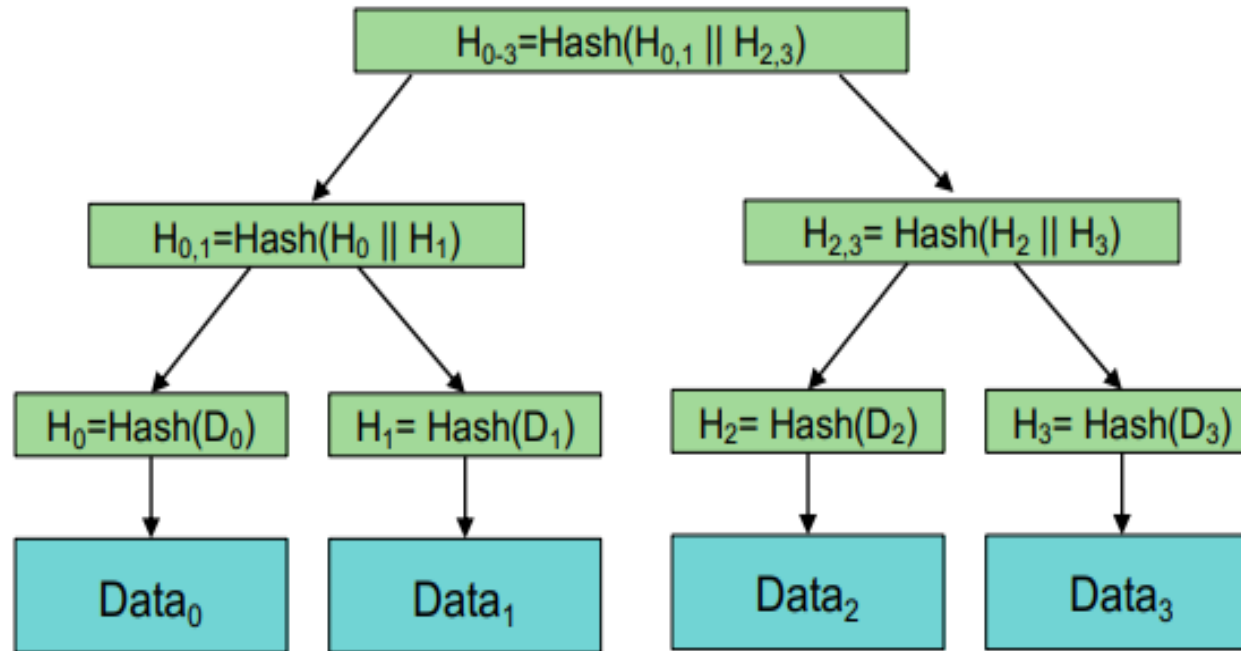 H₀₋₃=Hash(H₀,₁ || H₂,₃)
H₀,₁=Hash(H₀ || H₁)
H₂,₃= Hash(H₂ || H₃)
H₀=Hash(D₀)
H₁= Hash(D₁)
H₂= Hash(D₂)
H₃= Hash(D₃)
Data₀
Data₁
Data₂
Data₃